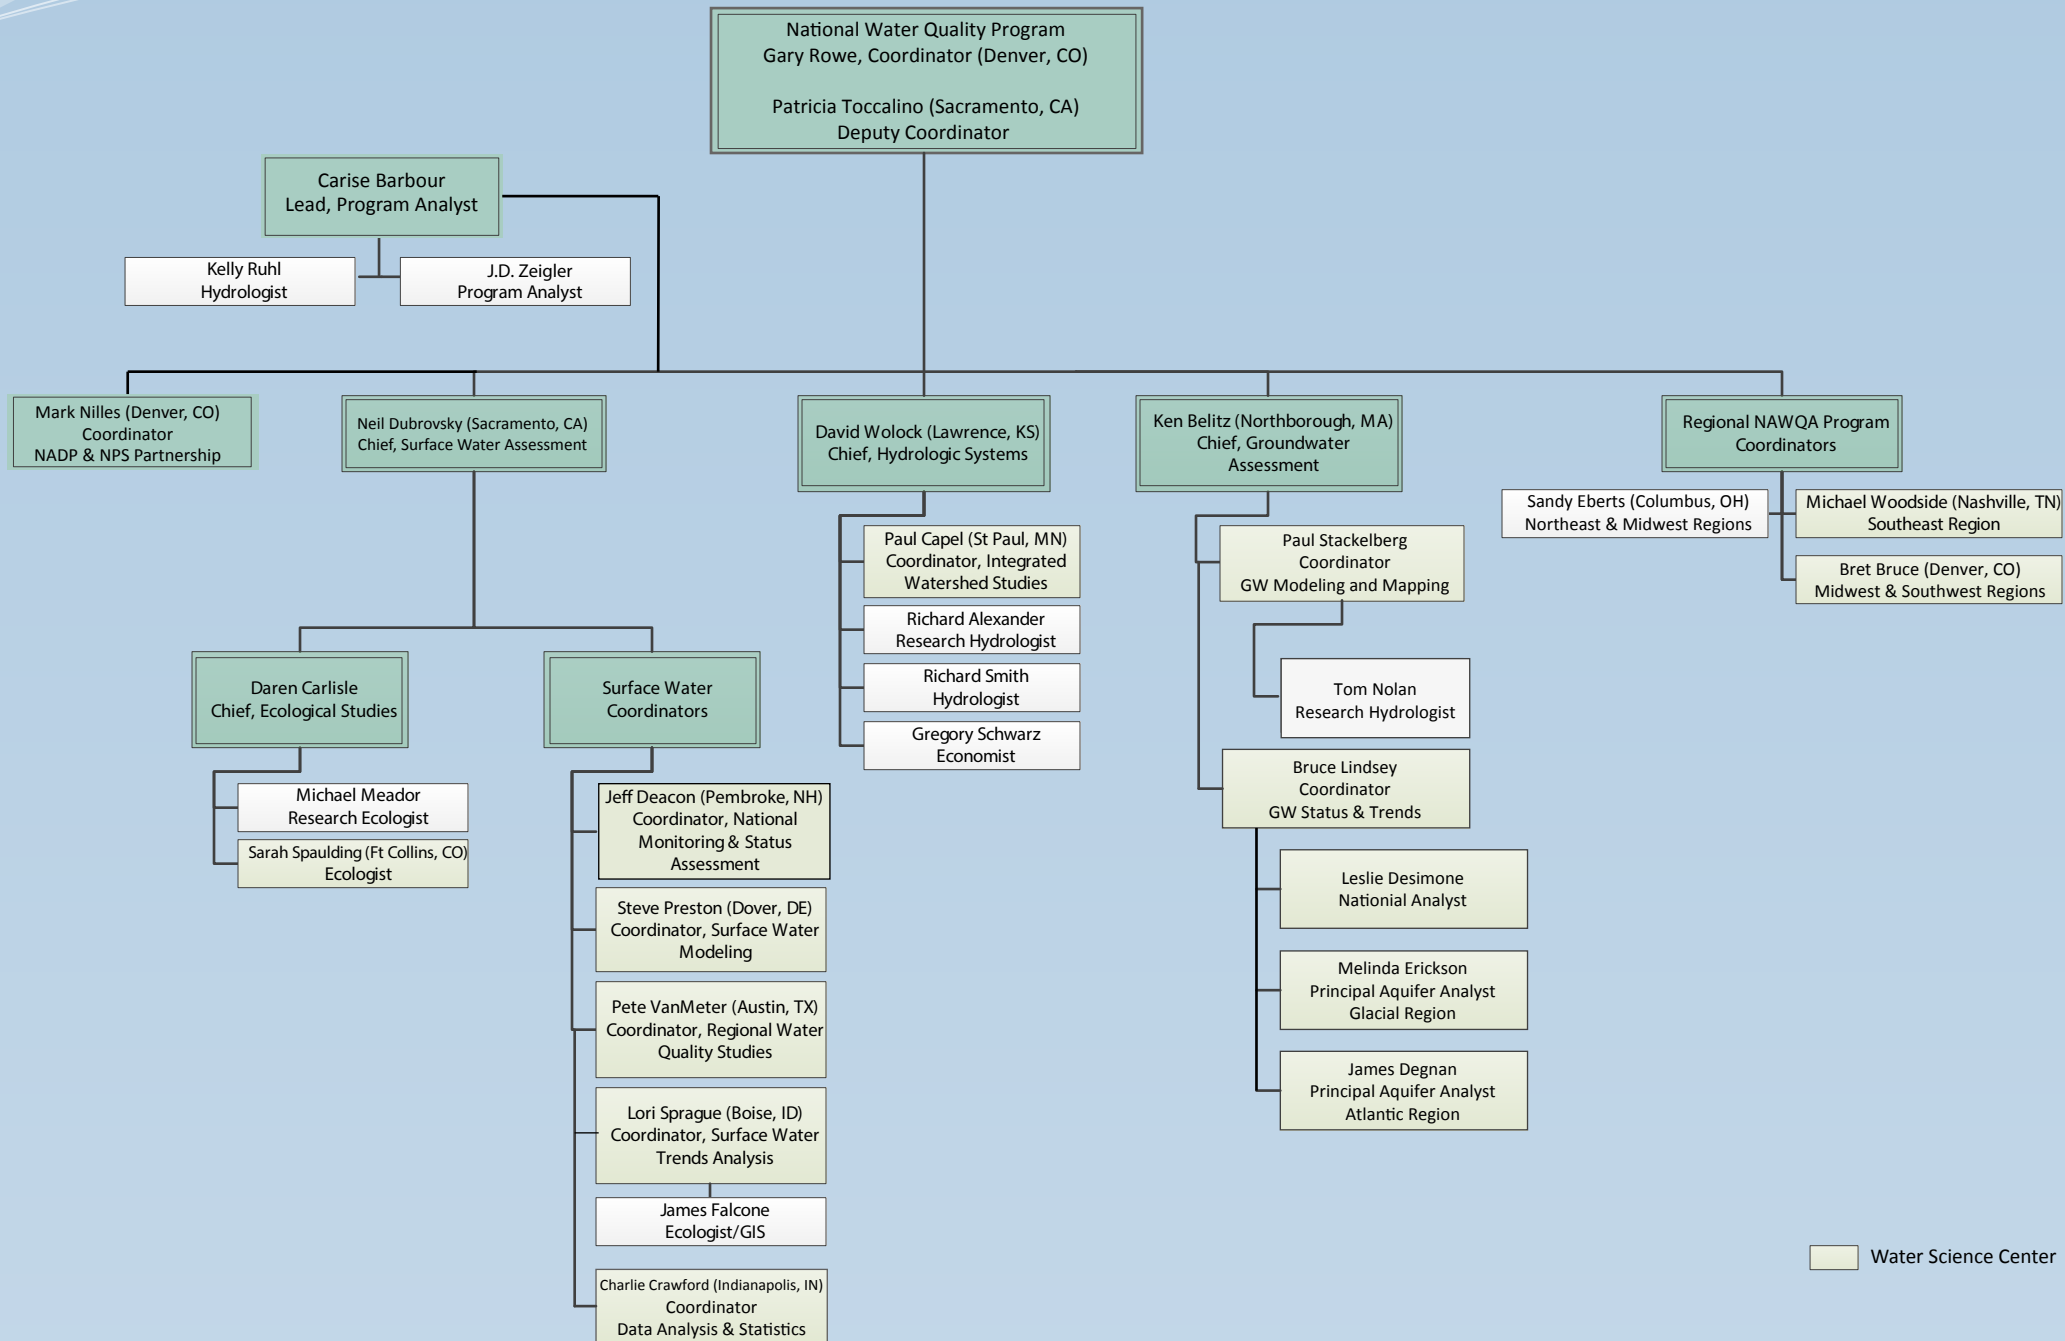 National Water Quality Program
Gary Rowe, Coordinator (Denver, CO)
Patricia Toccalino (Sacramento, CA)
Deputy Coordinator
Carise Barbour
Lead, Program Analyst
Kelly Ruhl
Hydrologist
J.D. Zeigler
Program Analyst
Mark Nilles (Denver, CO)
Coordinator
NADP & NPS Partnership
Neil Dubrovsky (Sacramento, CA)
Chief, Surface Water Assessment
David Wolock (Lawrence, KS)
Chief, Hydrologic Systems
Ken Belitz (Northborough, MA)
Chief, Groundwater
Assessment
Regional NAWQA Program
Coordinators
Sandy Eberts (Columbus, OH)
Northeast & Midwest Regions
Michael Woodside (Nashville, TN)
Southeast Region
Bret Bruce (Denver, CO)
Midwest & Southwest Regions
Paul Capel (St Paul, MN)
Coordinator, Integrated
Watershed Studies
Richard Alexander
Research Hydrologist
Richard Smith
Hydrologist
Gregory Schwarz
Economist
Paul Stackelberg
Coordinator
GW Modeling and Mapping
Tom Nolan
Research Hydrologist
Bruce Lindsey
Coordinator
GW Status & Trends
Leslie Desimone
Nationial Analyst
Melinda Erickson
Principal Aquifer Analyst
Glacial Region
James Degnan
Principal Aquifer Analyst
Atlantic Region
Daren Carlisle
Chief, Ecological Studies
Michael Meador
Research Ecologist
Sarah Spaulding (Ft Collins, CO)
Ecologist
Surface Water
Coordinators
Jeff Deacon (Pembroke, NH)
Coordinator, National
Monitoring & Status
Assessment
Steve Preston (Dover, DE)
Coordinator, Surface Water
Modeling
Pete VanMeter (Austin, TX)
Coordinator, Regional Water
Quality Studies
Lori Sprague (Boise, ID)
Coordinator, Surface Water
Trends Analysis
James Falcone
Ecologist/GIS
Charlie Crawford (Indianapolis, IN)
Coordinator
Data Analysis & Statistics
Water Science Center